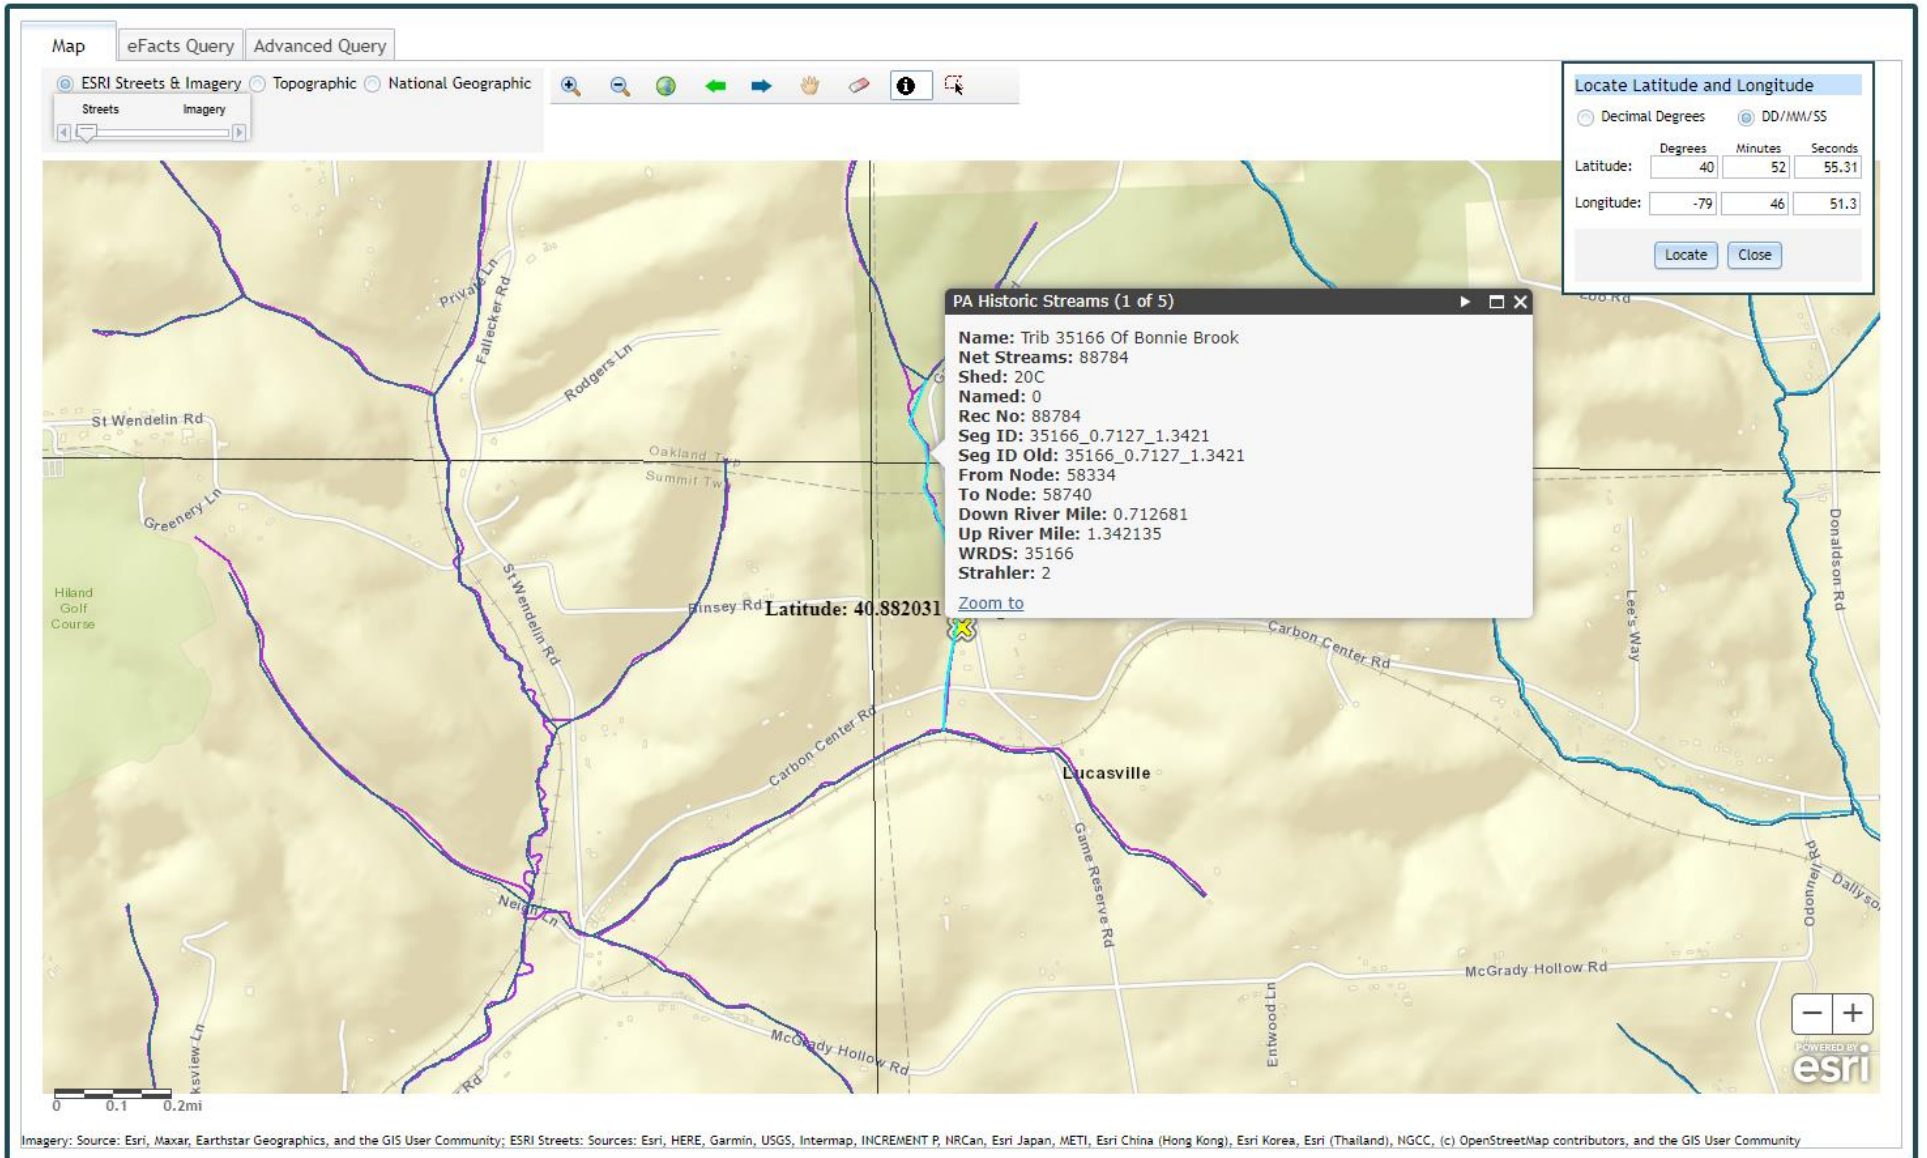 Map
eFacts Query
Advanced Query
ESRI Streets & Imagery
Topographic
National Geographic
Streets
Imagery
Locate Latitude and Longitude
Decimal Degrees
DD/MM/SS
Degrees
Minutes
Seconds
Latitude:
40
52
55.31
Longitude:
-79
46
51.3
Locate
Close
Private Ln
Fallecker Rd
Rodgers Ln
St Wendelin Rd
Oakland Twp
Summit Tw
Greenery Ln
Hiland
Golf
Course
St Wendelin Rd
Binsey Rd
Latitude: 40.882031
PA Historic Streams (1 of 5)
Name: Trib 35166 Of Bonnie Brook
Net Streams: 88784
Shed: 20C
Named: 0
Rec No: 88784
Seg ID: 35166_0.7127_1.3421
Seg ID Old: 35166_0.7127_1.3421
From Node: 58334
To Node: 58740
Down River Mile: 0.712681
Up River Mile: 1.342135
WRDS: 35166
Strahler: 2
Zoom to
Donaldson Rd
Lee's Way
Carbon Center Rd
Carbon Center Rd
Lucasville
Game Reserve Rd
Odonnel Rd
McGrady Hollow Rd
Entwood Ln
McGrady Hollow Rd
ksview Ln
Rd
POWERED BY
esri
0 0.1 0.2mi
Imagery: Source: Esri, Maxar, Earthstar Geographics, and the GIS User Community; ESRI Streets: Sources: Esri, HERE, Garmin, USGS, Intermap, INCREMENT P, NRCan, Esri Japan, METI, Esri China (Hong Kong), Esri Korea, Esri (Thailand), NGCC, (c) OpenStreetMap contributors, and the GIS User Community